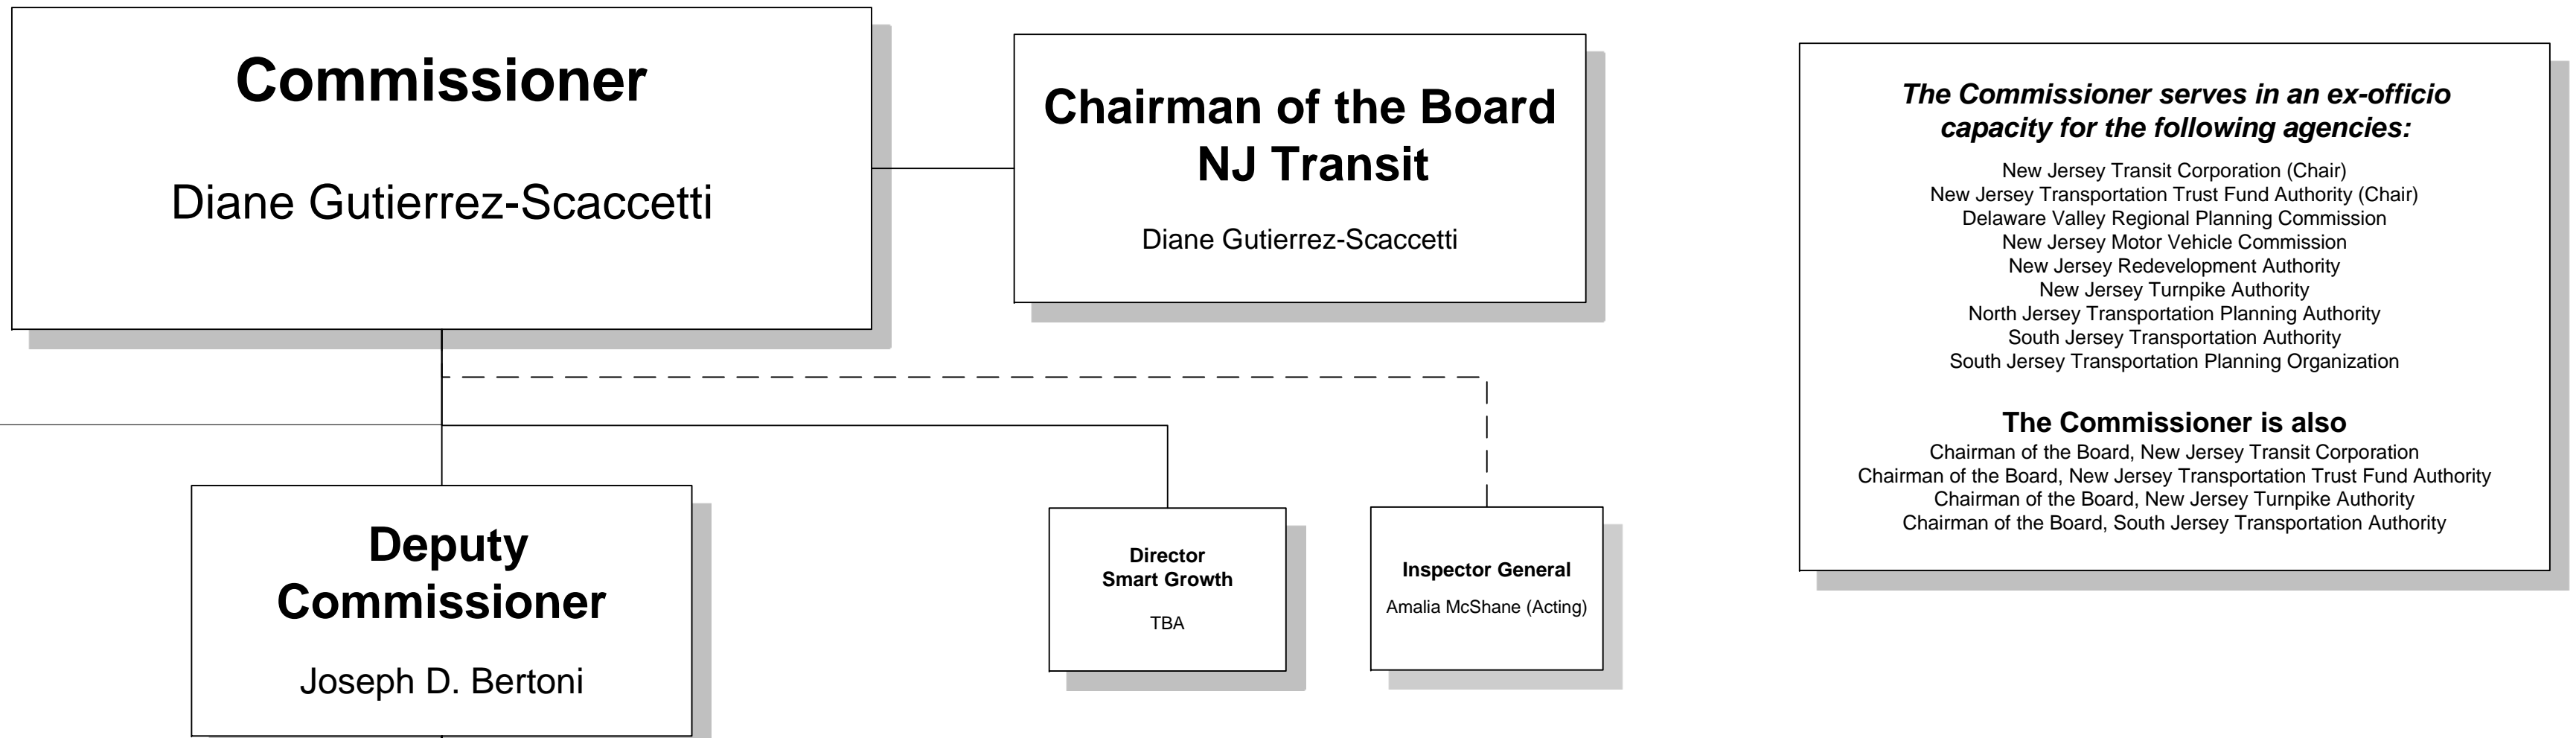 Commissioner
Diane Gutierrez-Scaccetti
Chairman of the Board
NJ Transit
Diane Gutierrez-Scaccetti
The Commissioner serves in an ex-officio
capacity for the following agencies:
New Jersey Transit Corporation (Chair)
New Jersey Transportation Trust Fund Authority (Chair)
Delaware Valley Regional Planning Commission
New Jersey Motor Vehicle Commission
New Jersey Redevelopment Authority
New Jersey Turnpike Authority
North Jersey Transportation Planning Authority
South Jersey Transportation Authority
South Jersey Transportation Planning Organization
The Commissioner is also
Chairman of the Board, New Jersey Transit Corporation
Chairman of the Board, New Jersey Transportation Trust Fund Authority
Chairman of the Board, New Jersey Turnpike Authority
Chairman of the Board, South Jersey Transportation Authority
Deputy
Commissioner
Joseph D. Bertoni
Director
Smart Growth
TBA
Inspector General
Amalia McShane (Acting)